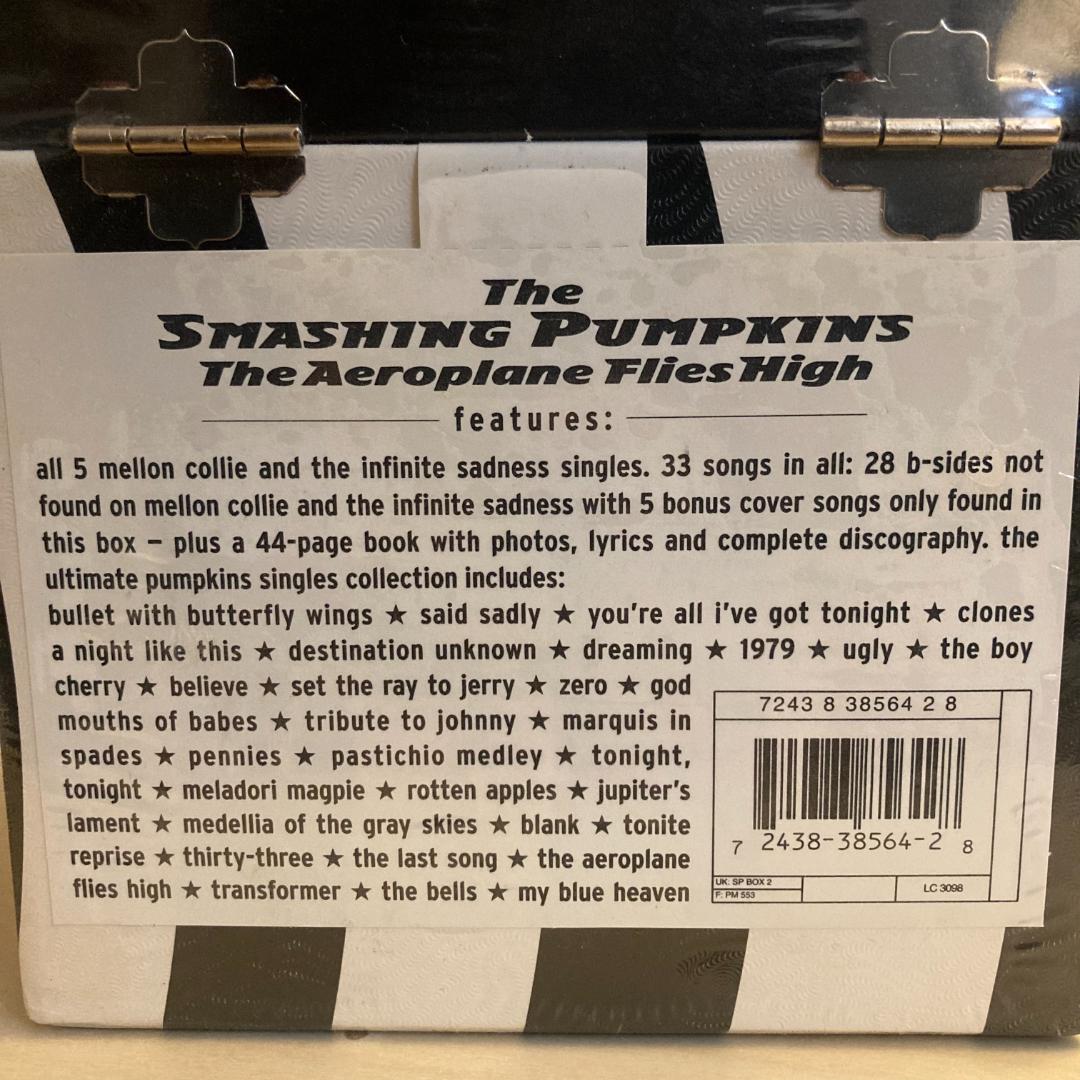 The
Smashing Pumpkins
The Aeroplane Flies High
features:
all 5 mellon collie and the infinite sadness singles. 33 songs in all: 28 b-sides not
found on mellon collie and the infinite sadness with 5 bonus cover songs only found in
this box – plus a 44-page book with photos, lyrics and complete discography. the
ultimate pumpkins singles collection includes:
bullet with butterfly wings ★ said sadly ★ you're all i've got tonight ★ clones
a night like this ★ destination unknown ★ dreaming ★ 1979 ★ ugly ★ the boy
cherry ★ believe ★ set the ray to jerry ★ zero ★ god
mouths of babes ★ tribute to johnny ★ marquis in
spades ★ pennies ★ pastichio medley ★ tonight,
tonight ★ meladori magpie ★ rotten apples ★ jupiter's
lament ★ medellia of the gray skies ★ blank ★ tonite
reprise ★ thirty-three ★ the last song ★ the aeroplane
flies high ★ transformer ★ the bells ★ my blue heaven
7243 8 38564 2 8
7 2438-38564-2 8
UK: SP BOX 2
F: PM 553
LC 3098